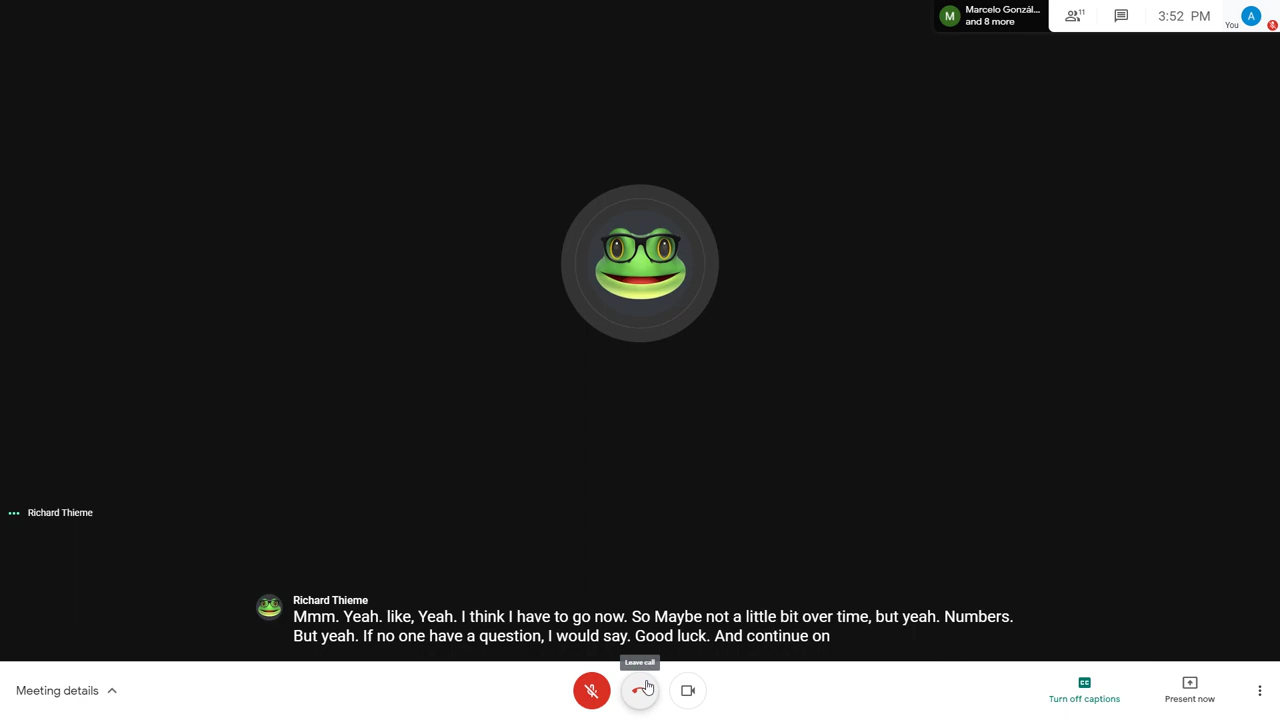 M
Marcelo Gonzál...
and 8 more
11
3:52 PM
You
A
Richard Thieme
Richard Thieme
Mmm. Yeah. like, Yeah. I think I have to go now. So Maybe not a little bit over time, but yeah. Numbers.
But yeah. If no one have a question, I would say. Good luck. And continue on
Leave call
Meeting details
CC
Turn off captions
Present now